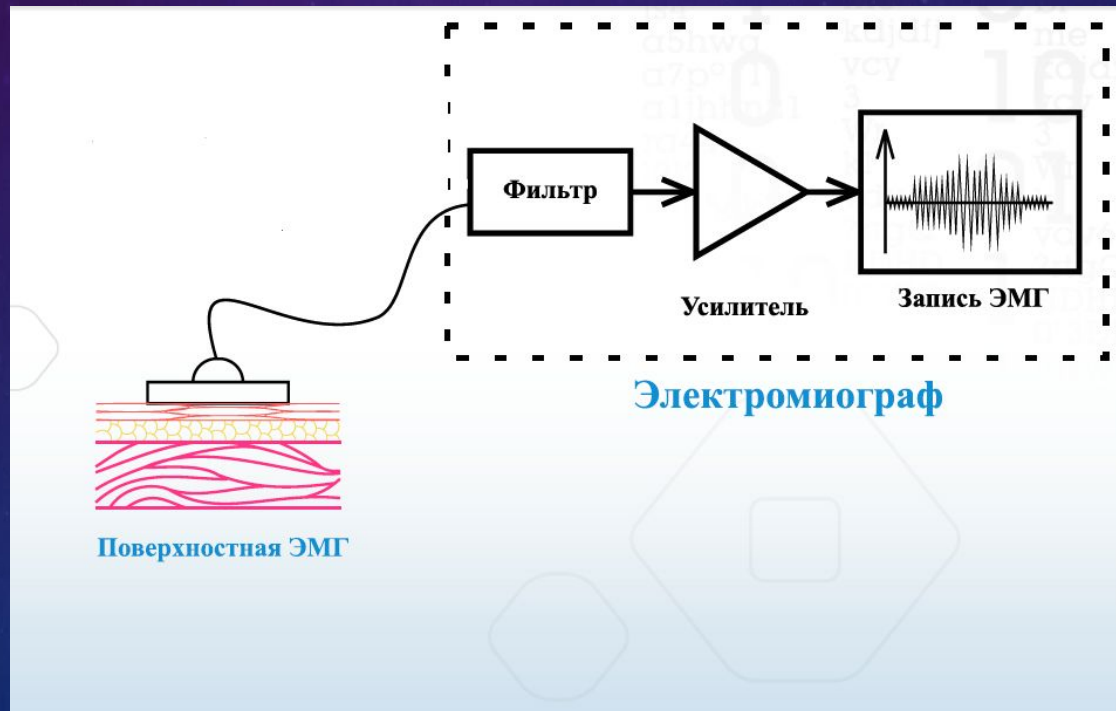 Фильтр
Усилитель
Запись ЭМГ
Электромиограф
Поверхностная ЭМГ